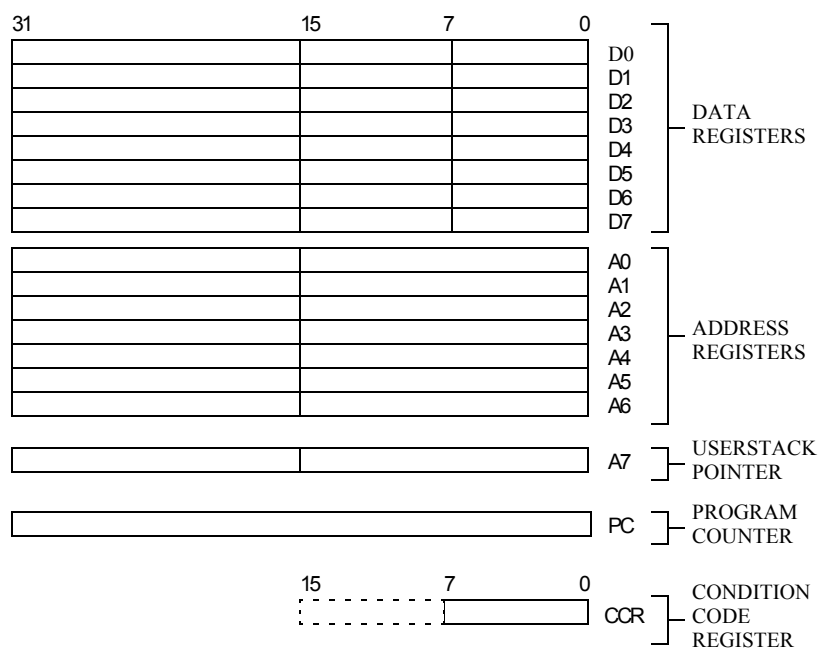 31 15 7 0
D0
D1
D2
D3
D4
D5
D6
D7
DATA
REGISTERS
A0
A1
A2
A3
A4
A5
A6
ADDRESS
REGISTERS
A7
USERSTACK
POINTER
PC
PROGRAM
COUNTER
15 7 0
CCR
CONDITION
CODE
REGISTER